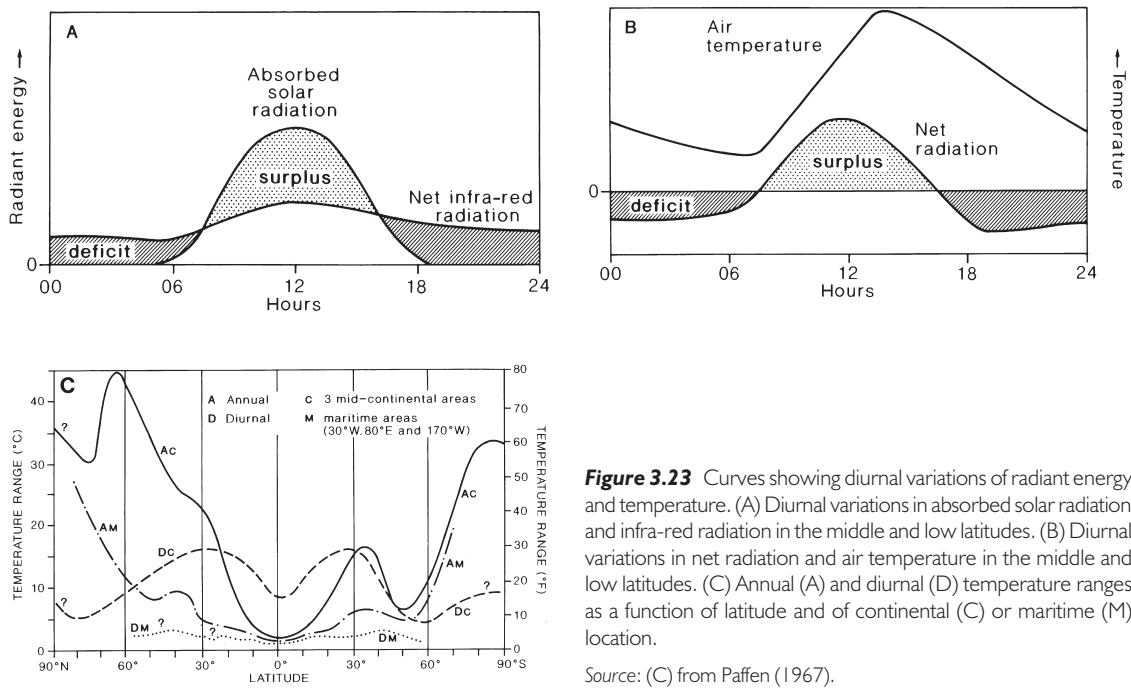 A
Radiant energy →
Absorbed
solar
radiation
surplus
Net infra-red
radiation
deficit
0
00 06 12 18 24
Hours
B
Air
temperature
← Temperature
Net
radiation
surplus
0
deficit
00 06 12 18 24
Hours
C
A Annual C 3 mid-continental areas
D Diurnal M maritime areas
(30°W.80°E and 170°W)
TEMPERATURE RANGE (°C)
40
30
20
10
0
TEMPERATURE RANGE (°F)
80
70
60
50
40
30
20
10
0
?
AC
AC
AM
DC
AM
?
?
DM
?
?
DM
DC
90°N 60° 30° 0° 30° 60° 90°S
LATITUDE
Figure 3.23 Curves showing diurnal variations of radiant energy
and temperature. (A) Diurnal variations in absorbed solar radiation
and infra-red radiation in the middle and low latitudes. (B) Diurnal
variations in net radiation and air temperature in the middle and
low latitudes. (C) Annual (A) and diurnal (D) temperature ranges
as a function of latitude and of continental (C) or maritime (M)
location.
Source: (C) from Paffen (1967).